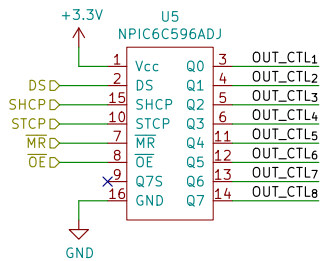 +3.3V
U5
NPIC6C596ADJ
1 Vcc Q0 3 OUT_CTL1
DS 2 DS Q1 4 OUT_CTL2
SHCP 15 SHCP Q2 5 OUT_CTL3
STCP 10 STCP Q3 6 OUT_CTL4
MR 7 MR Q4 11 OUT_CTL5
OE 8 OE Q5 12 OUT_CTL6
9 Q7S Q6 13 OUT_CTL7
16 GND Q7 14 OUT_CTL8
GND